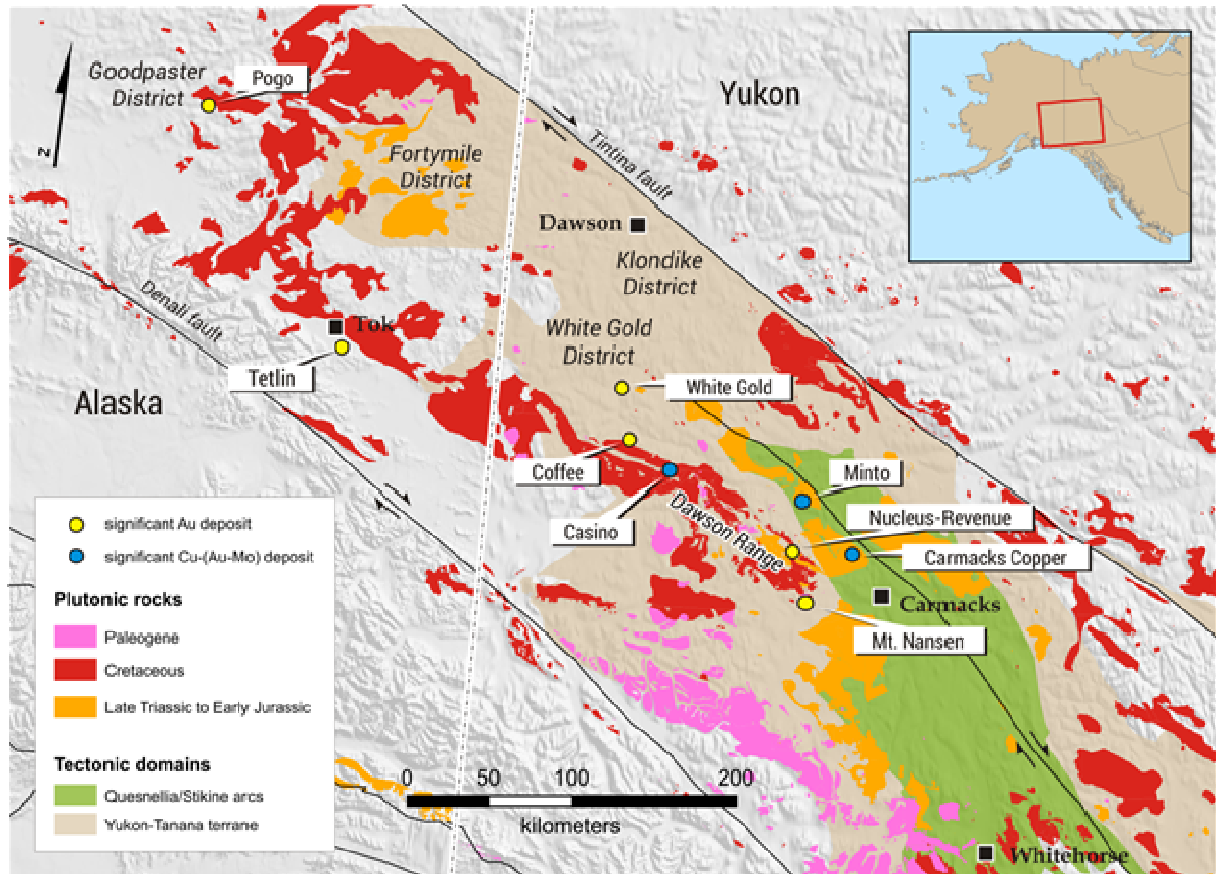 Goodpaster
District
Pogo
Yukon
N
Fortymile
District
Tintina fault
Dawson
Klondike
District
Denali fault
Tok
White Gold
District
Tetlin
White Gold
Alaska
Coffee
Minto
Casino
Dawson Range
Nucleus-Revenue
Carmacks Copper
Carmacks
Mt. Nansen
significant Au deposit
significant Cu-(Au-Mo) deposit
Plutonic rocks
Paleogene
Cretaceous
Late Triassic to Early Jurassic
Tectonic domains
Quesnellia/Stikine arcs
Yukon-Tanana terrane
0 50 100 200
kilometers
Whitehorse